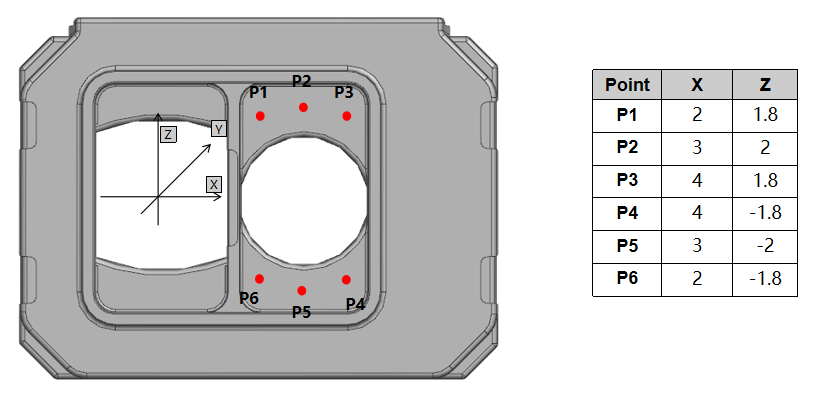 P1 P2 P3
Z
Y
X
P6 P5 P4
Point X Z
P1 2 1.8
P2 3 2
P3 4 1.8
P4 4 -1.8
P5 3 -2
P6 2 -1.8